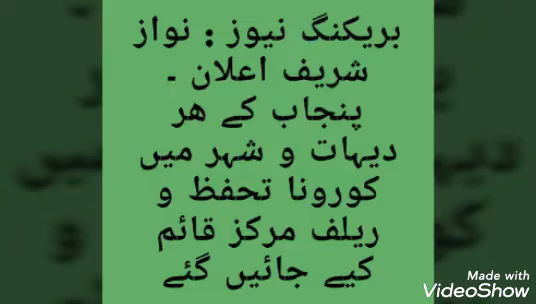 بریکنگ نیوز : نواز
شریف اعلان ۔
پنجاب کے ھر
دیہات و شہر میں
کورونا تحفظ و
ریلف مرکز قائم
کیے جائیں گئے
Made with
VideoShow